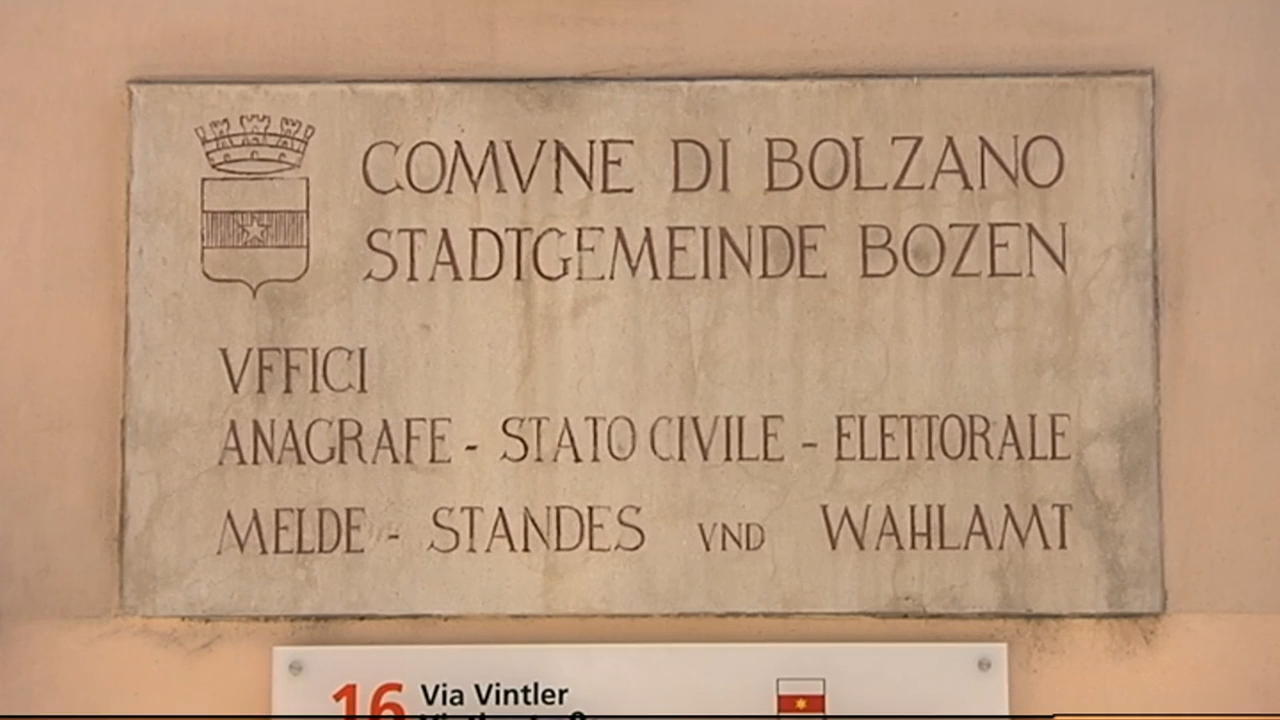 COMVNE DI BOLZANO
STADTGEMEINDE BOZEN
VFFICI
ANAGRAFE - STATO CIVILE - ELETTORALE
MELDE - STANDES VND WAHLAMT
16 Via Vintler